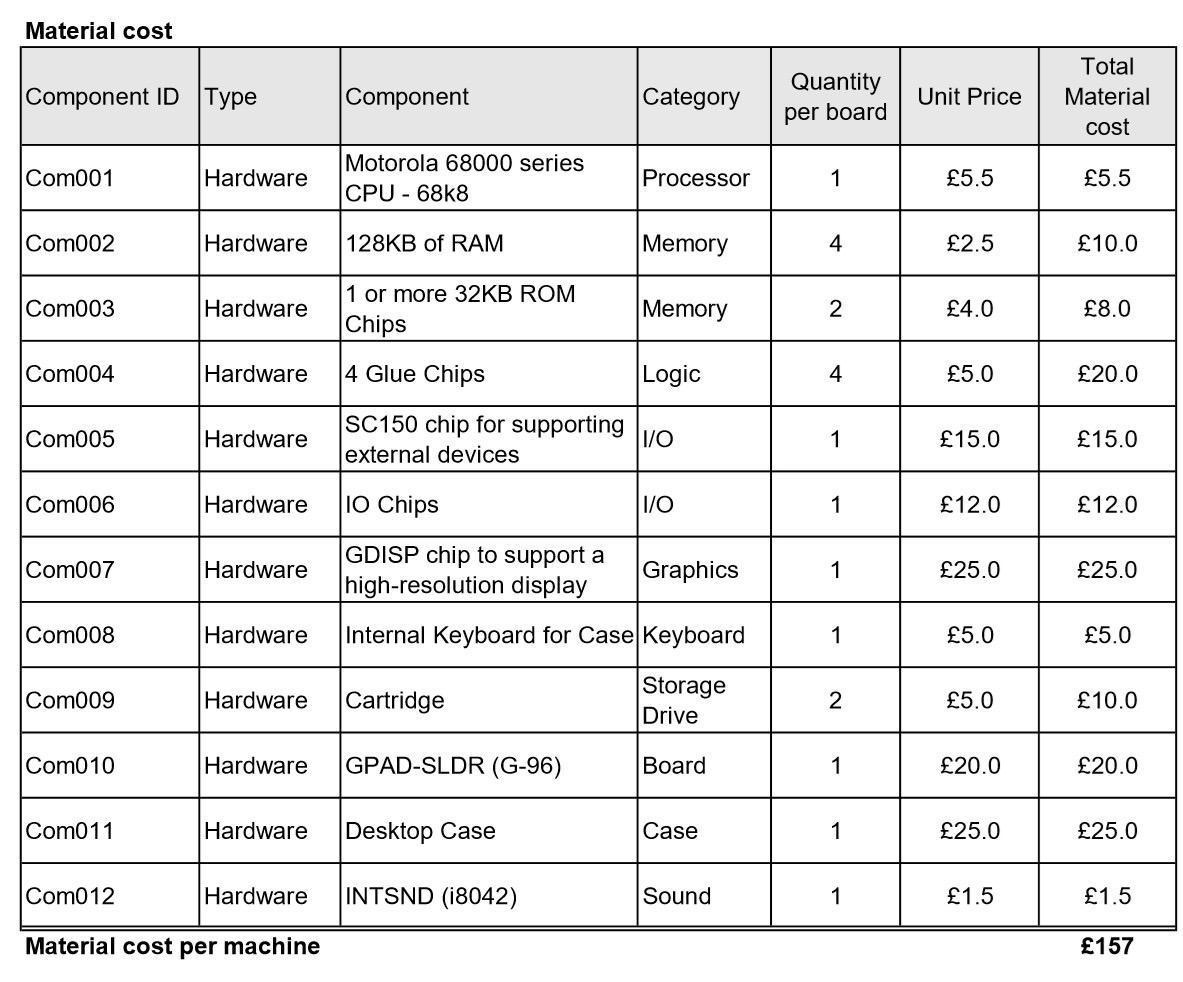 Material cost
Component ID Type Component Category Quantity per board Unit Price Total Material cost
Com001 Hardware Motorola 68000 series CPU - 68k8 Processor 1 £5.5 £5.5
Com002 Hardware 128KB of RAM Memory 4 £2.5 £10.0
Com003 Hardware 1 or more 32KB ROM Chips Memory 2 £4.0 £8.0
Com004 Hardware 4 Glue Chips Logic 4 £5.0 £20.0
Com005 Hardware SC150 chip for supporting external devices I/O 1 £15.0 £15.0
Com006 Hardware IO Chips I/O 1 £12.0 £12.0
Com007 Hardware GDISP chip to support a high-resolution display Graphics 1 £25.0 £25.0
Com008 Hardware Internal Keyboard for Case Keyboard 1 £5.0 £5.0
Com009 Hardware Cartridge Storage Drive 2 £5.0 £10.0
Com010 Hardware GPAD-SLDR (G-96) Board 1 £20.0 £20.0
Com011 Hardware Desktop Case Case 1 £25.0 £25.0
Com012 Hardware INTSND (i8042) Sound 1 £1.5 £1.5
Material cost per machine £157